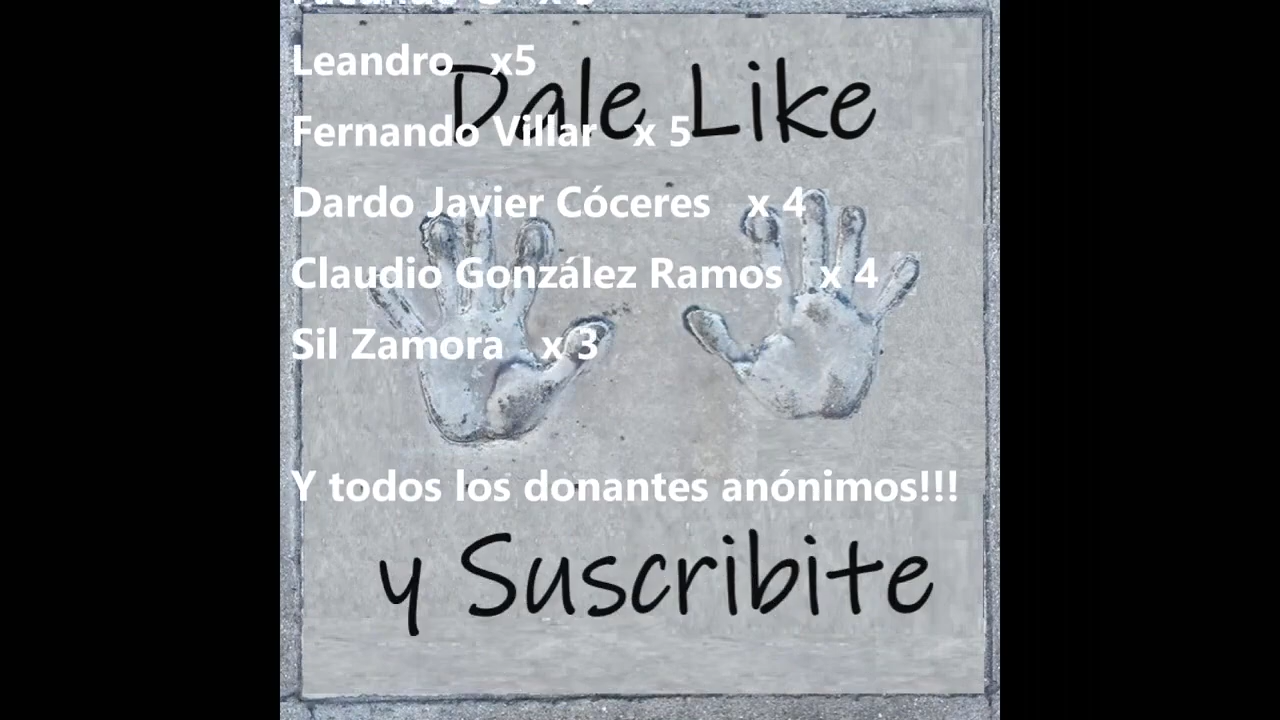 Leandro x5
Dale Like
Fernando Villar x 5
Dardo Javier Cóceres x 4
Claudio González Ramos x 4
Sil Zamora x 3
Y todos los donantes anónimos!!!
y Suscribite